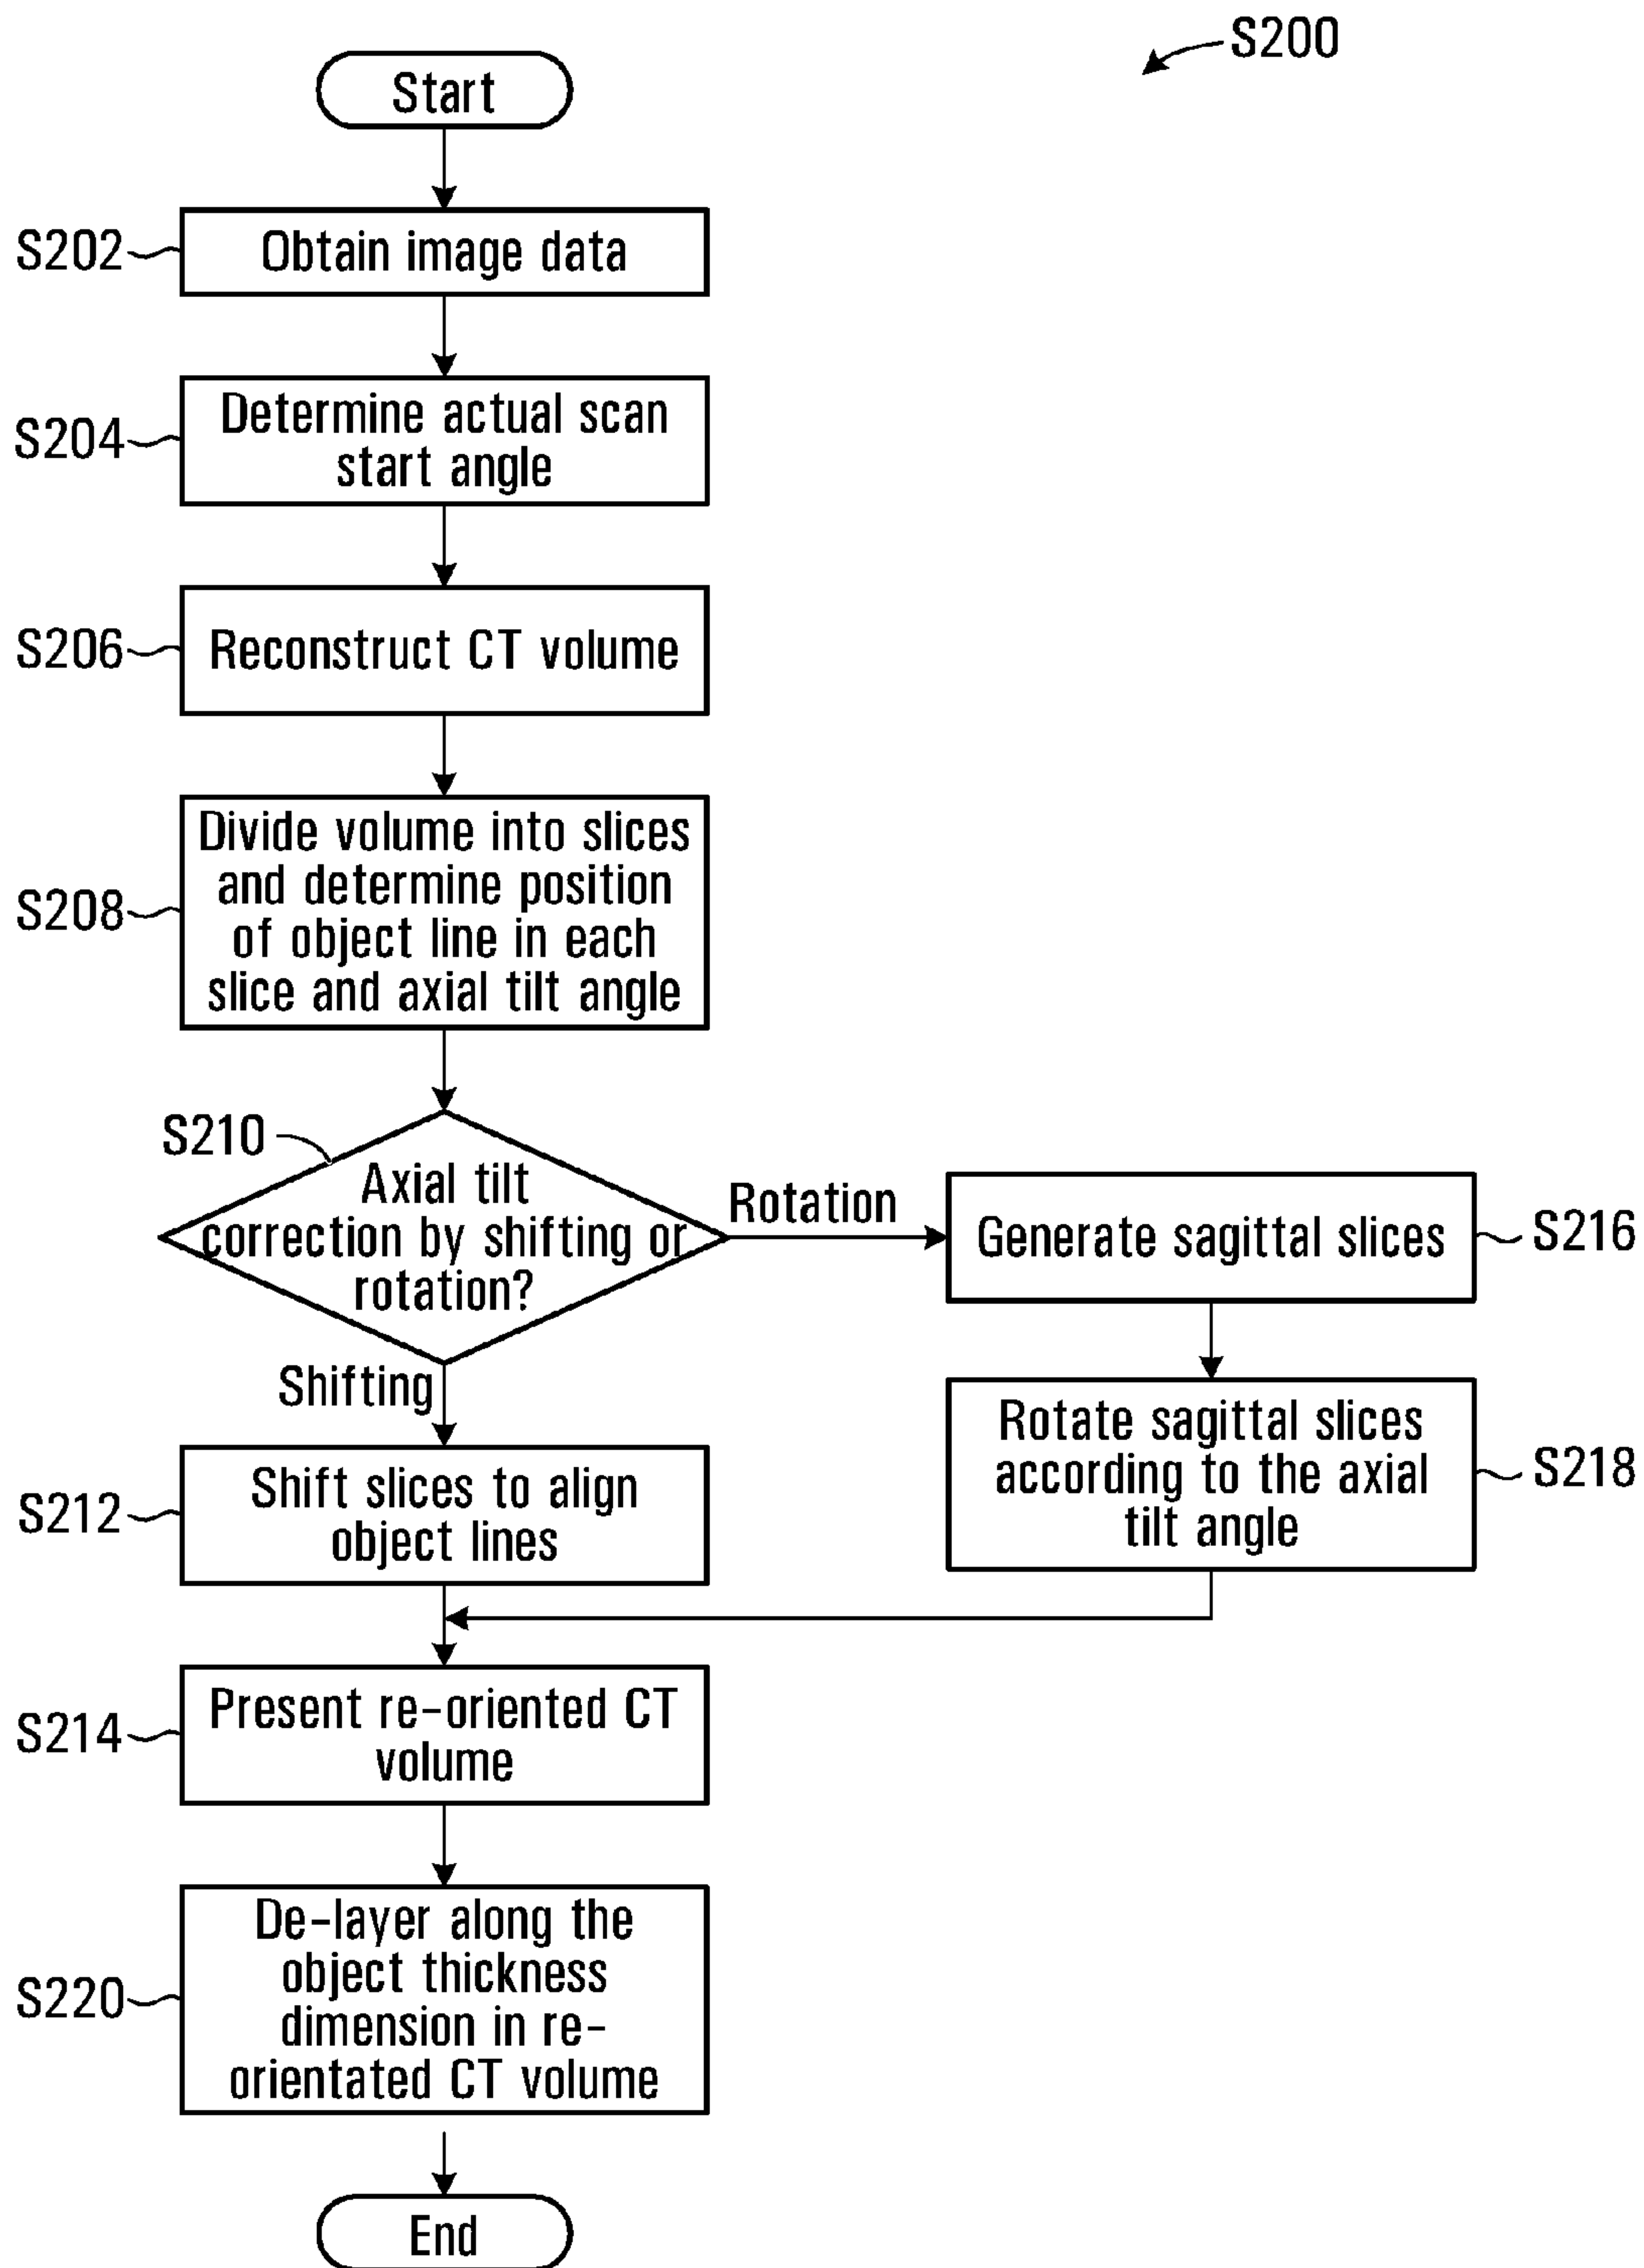 S200
Start
S202
Obtain image data
S204
Determine actual scan
start angle
S206
Reconstruct CT volume
S208
Divide volume into slices
and determine position
of object line in each
slice and axial tilt angle
S210
Axial tilt
correction by shifting or
rotation?
Rotation
Generate sagittal slices
S216
Shifting
Rotate sagittal slices
according to the axial
tilt angle
S218
S212
Shift slices to align
object lines
S214
Present re-oriented CT
volume
S220
De-layer along the
object thickness
dimension in re-
orientated CT volume
End